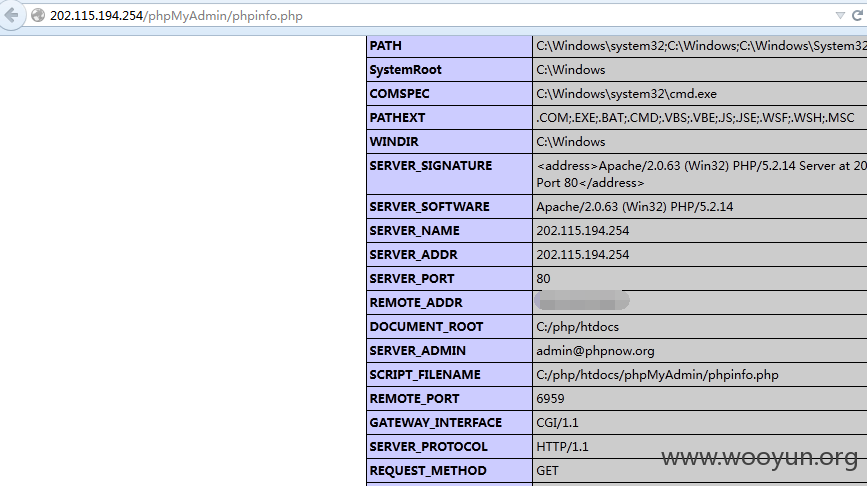 202.115.194.254/phpMyAdmin/phpinfo.php
PATH C:\Windows\system32;C:\Windows;C:\Windows\System32
SystemRoot C:\Windows
COMSPEC C:\Windows\system32\cmd.exe
PATHEXT .COM;.EXE;.BAT;.CMD;.VBS;.VBE;.JS;.JSE;.WSF;.WSH;.MSC
WINDIR C:\Windows
SERVER_SIGNATURE <address>Apache/2.0.63 (Win32) PHP/5.2.14 Server at 20
Port 80</address>
SERVER_SOFTWARE Apache/2.0.63 (Win32) PHP/5.2.14
SERVER_NAME 202.115.194.254
SERVER_ADDR 202.115.194.254
SERVER_PORT 80
REMOTE_ADDR
DOCUMENT_ROOT C:/php/htdocs
SERVER_ADMIN admin@phpnow.org
SCRIPT_FILENAME C:/php/htdocs/phpMyAdmin/phpinfo.php
REMOTE_PORT 6959
GATEWAY_INTERFACE CGI/1.1
SERVER_PROTOCOL HTTP/1.1
REQUEST_METHOD GET
www.wooyun.org